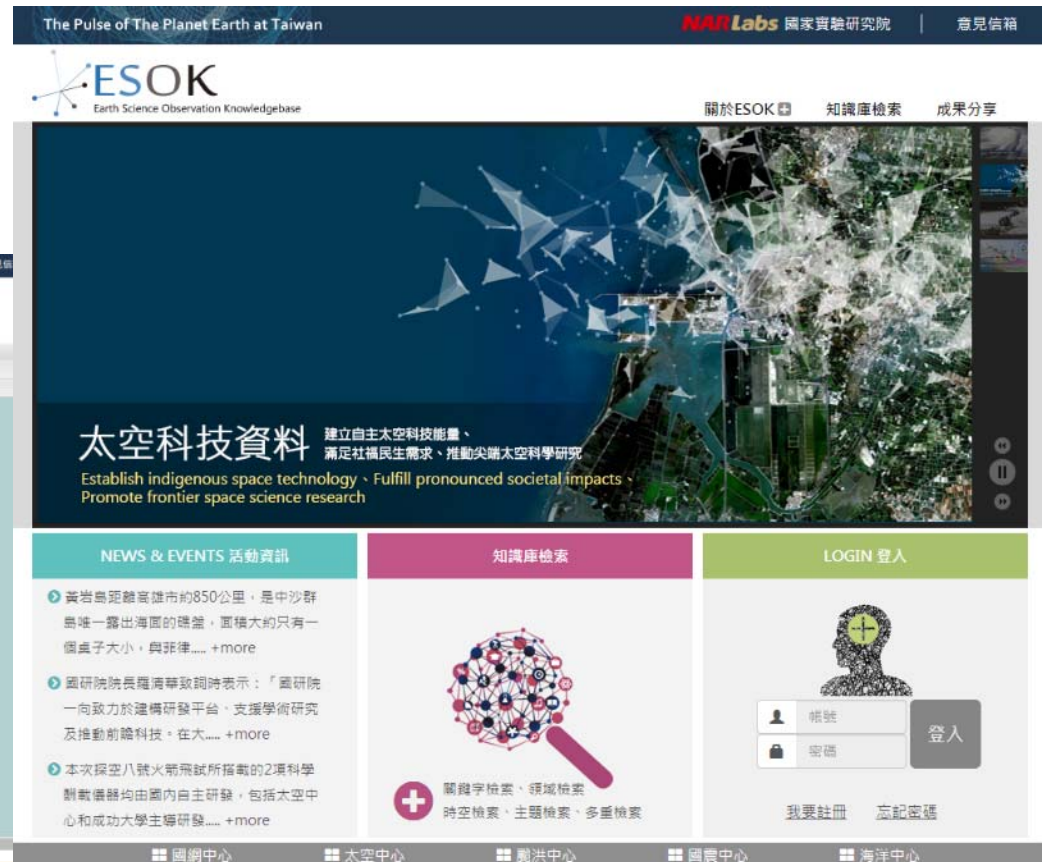 The Pulse of The Planet Earth at Taiwan
NARLabs 國家實驗研究院 | 意見信箱
ESOK
Earth Science Observation Knowledgebase
關於ESOK 知識庫檢索 成果分享
太空科技資料
建立自主太空科技能量、
滿足社福民生需求、推動尖端太空科學研究
Establish indigenous space technology、Fulfill pronounced societal impacts、
Promote frontier space science research
NEWS & EVENTS 活動資訊
黃岩島距離高雄市約850公里，是中沙群
島唯一露出海面的礁盤，面積大約只有一
個桌子大小，與菲律..... +more
國研院院長羅清華致詞時表示：「國研院
一向致力於建構研發平台、支援學術研究
及推動前瞻科技。在大..... +more
本次探空八號火箭飛試所搭載的2項科學
酬載儀器均由國內自主研發，包括太空中
心和成功大學主導研發..... +more
知識庫檢索
關鍵字檢索、領域檢索
時空檢索、主題檢索、多重檢索
LOGIN 登入
帳號
密碼
登入
我要註冊 忘記密碼
國網中心 太空中心 颱洪中心 國震中心 海洋中心